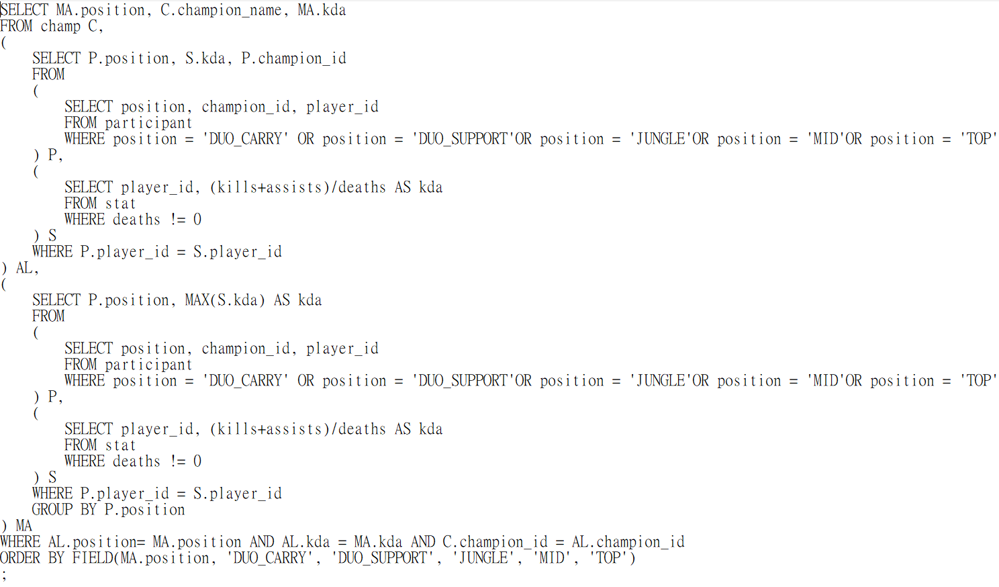 SELECT MA.position, C.champion_name, MA.kda
FROM champ C,
(
    SELECT P.position, S.kda, P.champion_id
    FROM
    (
        SELECT position, champion_id, player_id
        FROM participant
        WHERE position = 'DUO_CARRY' OR position = 'DUO_SUPPORT'OR position = 'JUNGLE'OR position = 'MID'OR position = 'TOP'
    ) P,
    (
        SELECT player_id, (kills+assists)/deaths AS kda
        FROM stat
        WHERE deaths != 0
    ) S
    WHERE P.player_id = S.player_id
) AL,
(
    SELECT P.position, MAX(S.kda) AS kda
    FROM
    (
        SELECT position, champion_id, player_id
        FROM participant
        WHERE position = 'DUO_CARRY' OR position = 'DUO_SUPPORT'OR position = 'JUNGLE'OR position = 'MID'OR position = 'TOP'
    ) P,
    (
        SELECT player_id, (kills+assists)/deaths AS kda
        FROM stat
        WHERE deaths != 0
    ) S
    WHERE P.player_id = S.player_id
    GROUP BY P.position
) MA
WHERE AL.position= MA.position AND AL.kda = MA.kda AND C.champion_id = AL.champion_id
ORDER BY FIELD(MA.position, 'DUO_CARRY', 'DUO_SUPPORT', 'JUNGLE', 'MID', 'TOP')
;